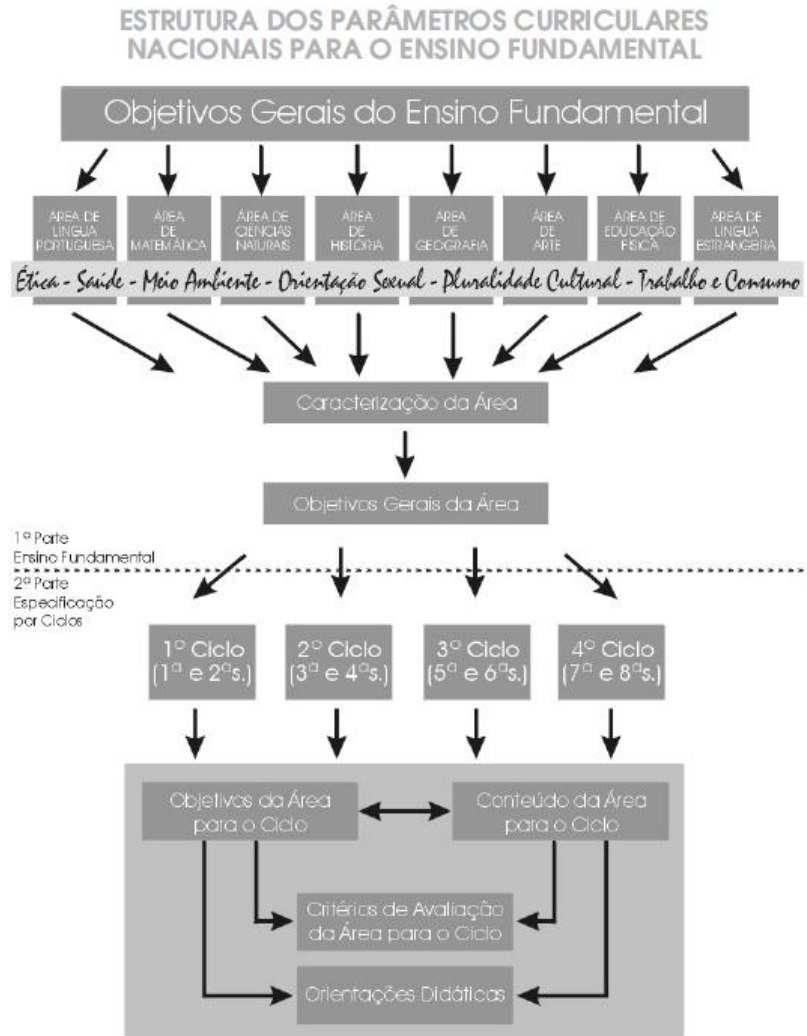 ESTRUTURA DOS PARÂMETROS CURRICULARES
NACIONAIS PARA O ENSINO FUNDAMENTAL
Objetivos Gerais do Ensino Fundamental
ÁREA DE
LÍNGUA
PORTUGUESA
ÁREA
DE
MATEMÁTICA
ÁREA DE
CIÊNCIAS
NATURAIS
ÁREA
DE
HISTÓRIA
ÁREA
DE
GEOGRAFIA
ÁREA
DE
ARTE
ÁREA DE
EDUCAÇÃO
FÍSICA
ÁREA DE
LÍNGUA
ESTRANGEIRA
Ética - Saúde - Meio Ambiente - Orientação Sexual - Pluralidade Cultural - Trabalho e Consumo
Caracterização da Área
Objetivos Gerais da Área
1ª Parte
Ensino Fundamental
2ª Parte
Especificação
por Ciclos
1º Ciclo
(1ª e 2ªs.)
2º Ciclo
(3ª e 4ªs.)
3º Ciclo
(5ª e 6ªs.)
4º Ciclo
(7ª e 8ªs.)
Objetivos da Área
para o Ciclo
Conteúdo da Área
para o Ciclo
Critérios de Avaliação
da Área para o Ciclo
Orientações Didáticas